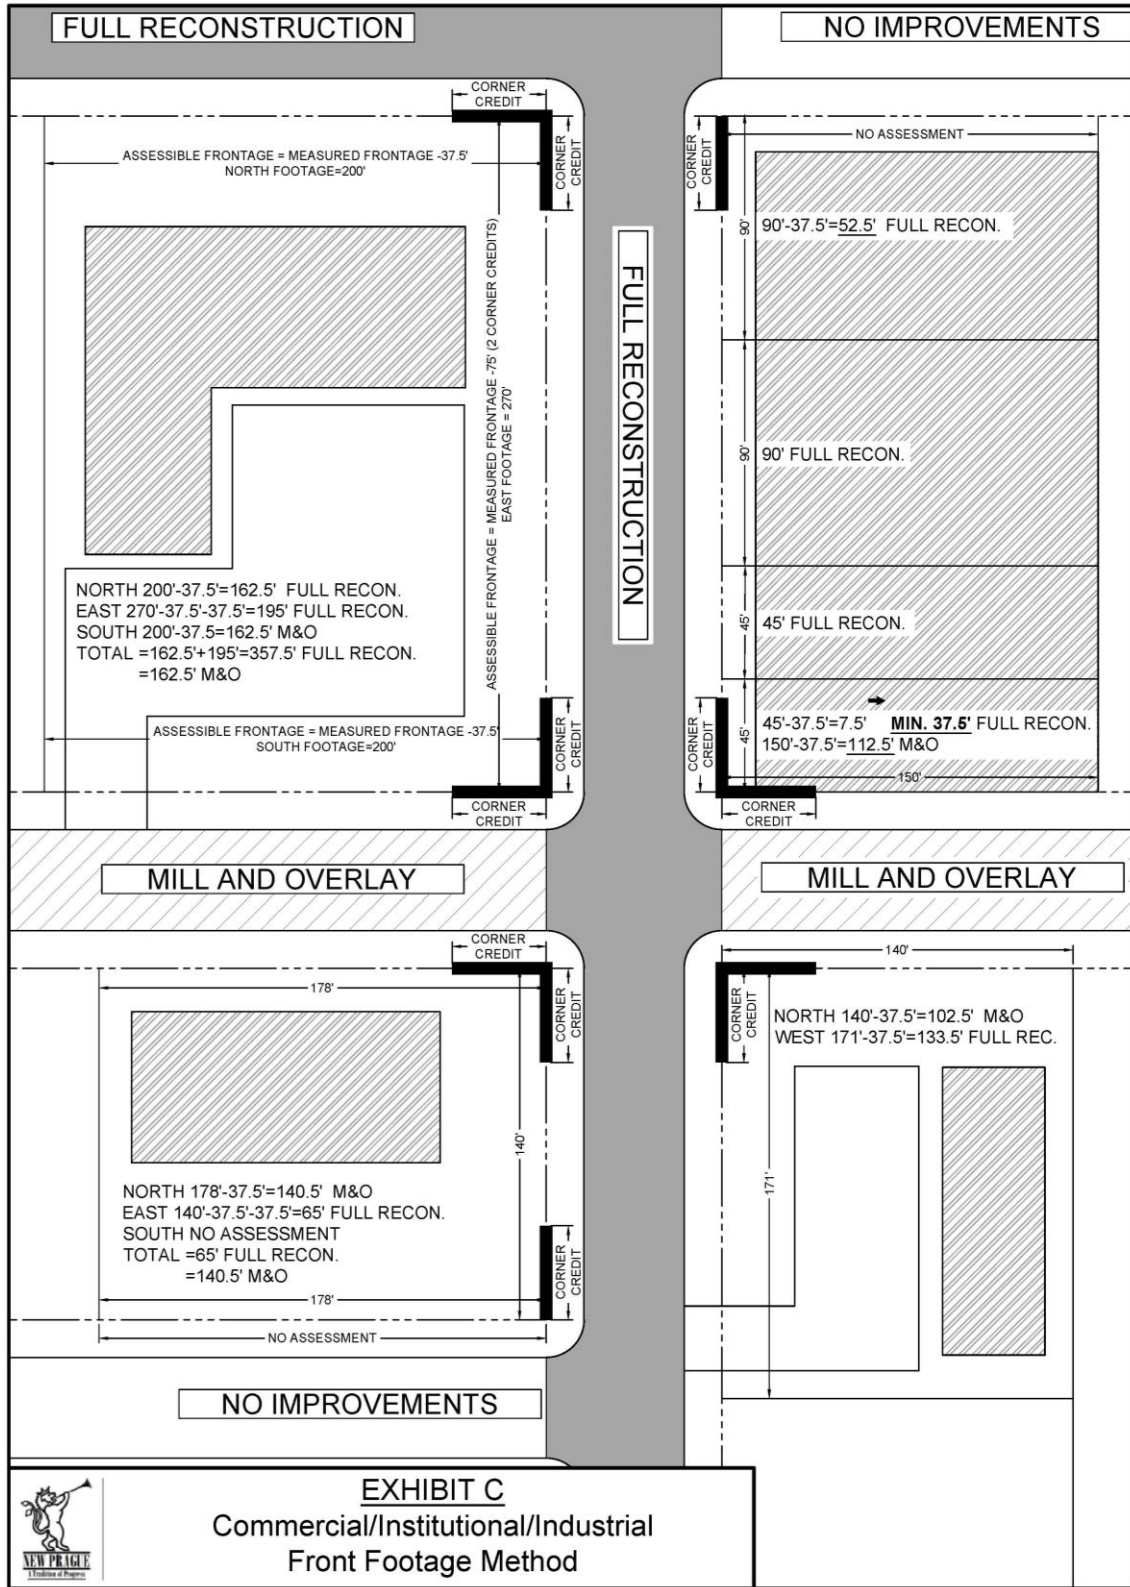 FULL RECONSTRUCTION
NO IMPROVEMENTS
CORNER
CREDIT
CORNER
CREDIT
ASSESSIBLE FRONTAGE = MEASURED FRONTAGE -37.5'
NORTH FOOTAGE=200'
ASSESSIBLE FRONTAGE = MEASURED FRONTAGE -75' (2 CORNER CREDITS)
EAST FOOTAGE = 270'
NORTH 200'-37.5'=162.5' FULL RECON.
EAST 270'-37.5'-37.5'=195' FULL RECON.
SOUTH 200'-37.5=162.5' M&O
TOTAL =162.5'+195'=357.5' FULL RECON.
=162.5' M&O
ASSESSIBLE FRONTAGE = MEASURED FRONTAGE -37.5'
SOUTH FOOTAGE=200'
CORNER
CREDIT
CORNER
CREDIT
FULL RECONSTRUCTION
CORNER
CREDIT
NO ASSESSMENT
90'
90'-37.5'=52.5' FULL RECON.
90'
90' FULL RECON.
45'
45' FULL RECON.
45'
45'-37.5'=7.5' MIN. 37.5' FULL RECON.
150'-37.5'=112.5' M&O
150'
CORNER
CREDIT
CORNER
CREDIT
MILL AND OVERLAY
MILL AND OVERLAY
CORNER
CREDIT
178'
CORNER
CREDIT
140'
NORTH 178'-37.5'=140.5' M&O
EAST 140'-37.5'-37.5'=65' FULL RECON.
SOUTH NO ASSESSMENT
TOTAL =65' FULL RECON.
=140.5' M&O
CORNER
CREDIT
178'
NO ASSESSMENT
140'
CORNER
CREDIT
NORTH 140'-37.5'=102.5' M&O
WEST 171'-37.5'=133.5' FULL REC.
171'
NO IMPROVEMENTS
EXHIBIT C
Commercial/Institutional/Industrial
Front Footage Method
NEW PRAGUE
A Tradition of Progress